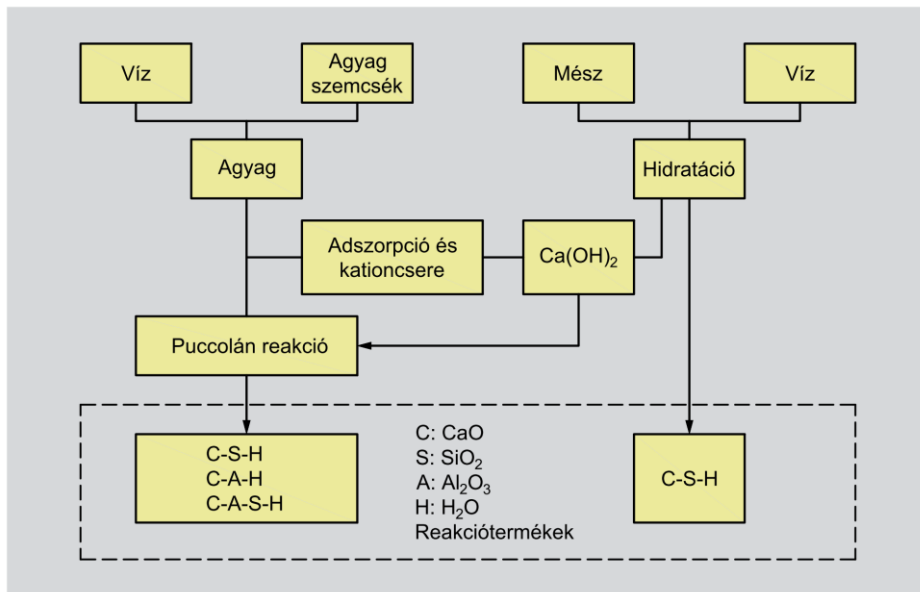 Víz
Agyag
szemcsék
Mész
Víz
Agyag
Hidratáció
Adszorpció és
kationcsere
Ca(OH)₂
Puccolán reakció
C-S-H
C-A-H
C-A-S-H
C: CaO
S: SiO₂
A: Al₂O₃
H: H₂O
Reakciótermékek
C-S-H